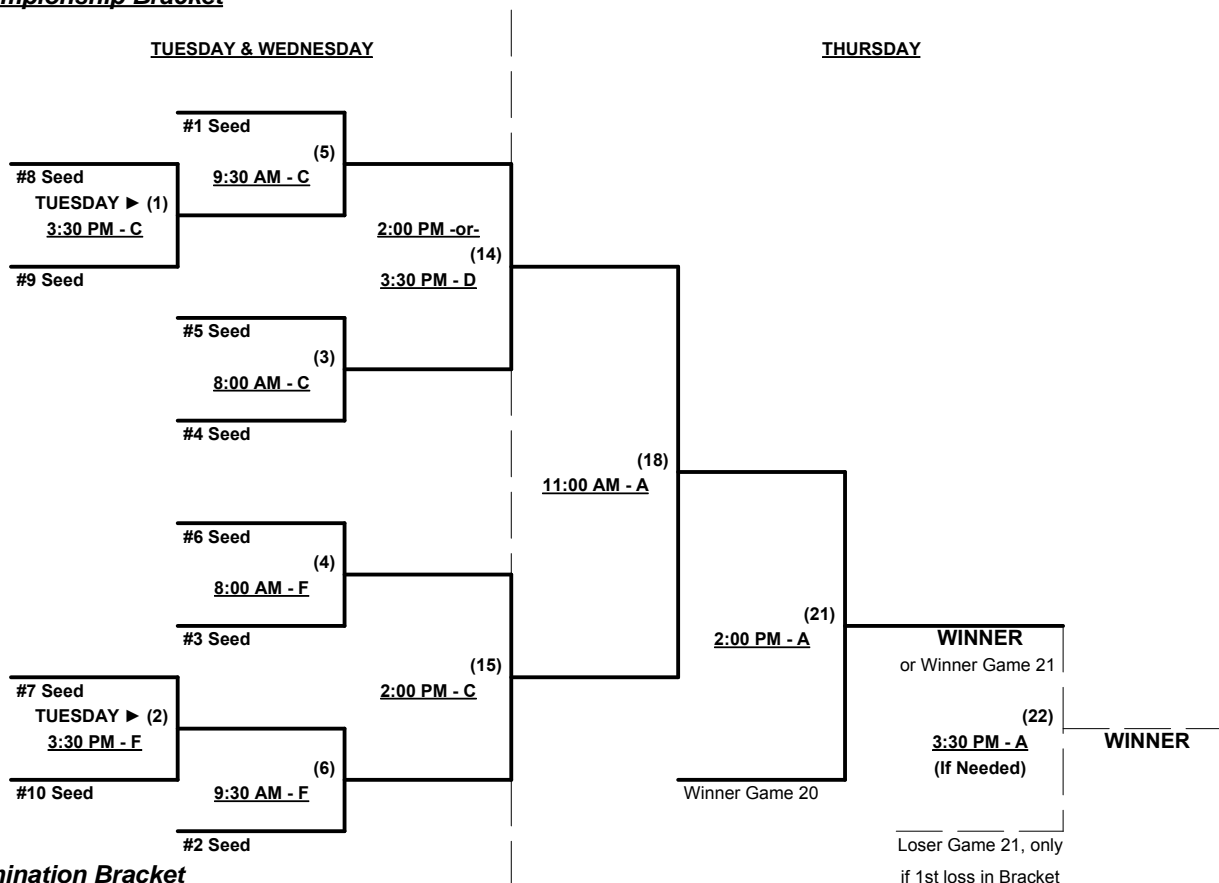 TUESDAY & WEDNESDAY
THURSDAY
#1 Seed
(5)
9:30 AM - C
#8 Seed
TUESDAY ► (1)
3:30 PM - C
#9 Seed
2:00 PM -or-
(14)
3:30 PM - D
#5 Seed
(3)
8:00 AM - C
#4 Seed
(18)
11:00 AM - A
#6 Seed
(4)
8:00 AM - F
#3 Seed
(15)
2:00 PM - C
#7 Seed
TUESDAY ► (2)
3:30 PM - F
#10 Seed
(6)
9:30 AM - F
#2 Seed
(21)
2:00 PM - A
Winner Game 20
WINNER
or Winner Game 21
(22)
3:30 PM - A
(If Needed)
WINNER
Loser Game 21, only
if 1st loss in Bracket
Bracket
Bracket